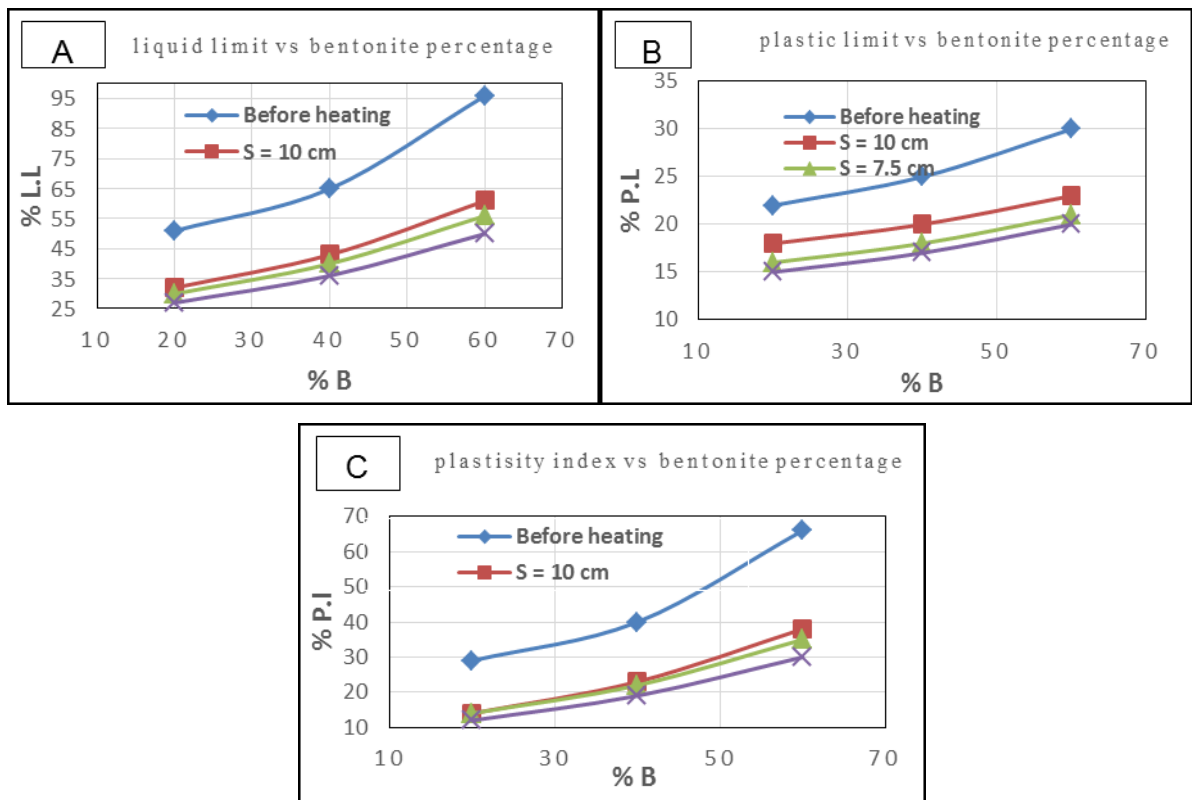 A
liquid limit vs bentonite percentage
95
85
75
65
55
45
35
25
% L.L
Before heating
S = 10 cm
10 20 30 40 50 60 70
% B
B
plastic limit vs bentonite percentage
35
30
25
20
15
10
% P.L
Before heating
S = 10 cm
S = 7.5 cm
10 30 50 70
% B
C
plastisity index vs bentonite percentage
70
60
50
40
30
20
10
% P.I
Before heating
S = 10 cm
10 30 50 70
% B